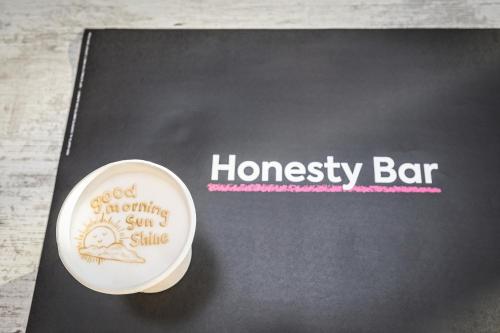 Honesty Bar
good
morning
Sun
Shine